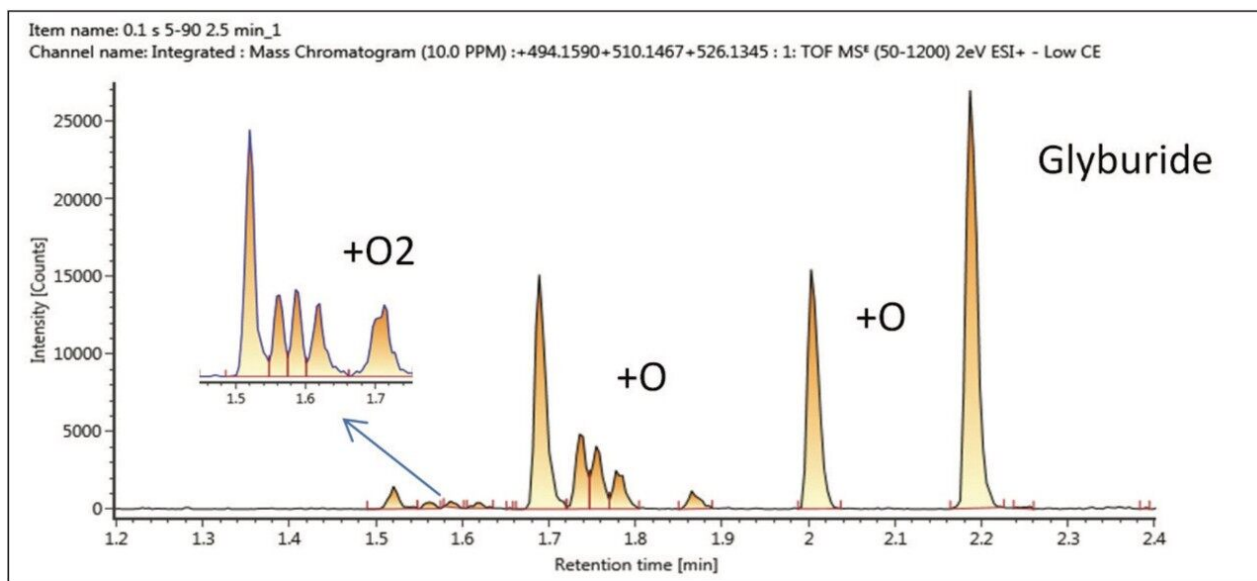 Item name: 0.1 s 5-90 2.5 min_1
Channel name: Integrated : Mass Chromatogram (10.0 PPM) :+494.1590+510.1467+526.1345 : 1: TOF MSᴱ (50-1200) 2eV ESI+ - Low CE
25000
20000
15000
10000
5000
0
Intensity [Counts]
+O2
1.5 1.6 1.7
+O
+O
Glyburide
1.2 1.3 1.4 1.5 1.6 1.7 1.8 1.9 2 2.1 2.2 2.3 2.4
Retention time [min]